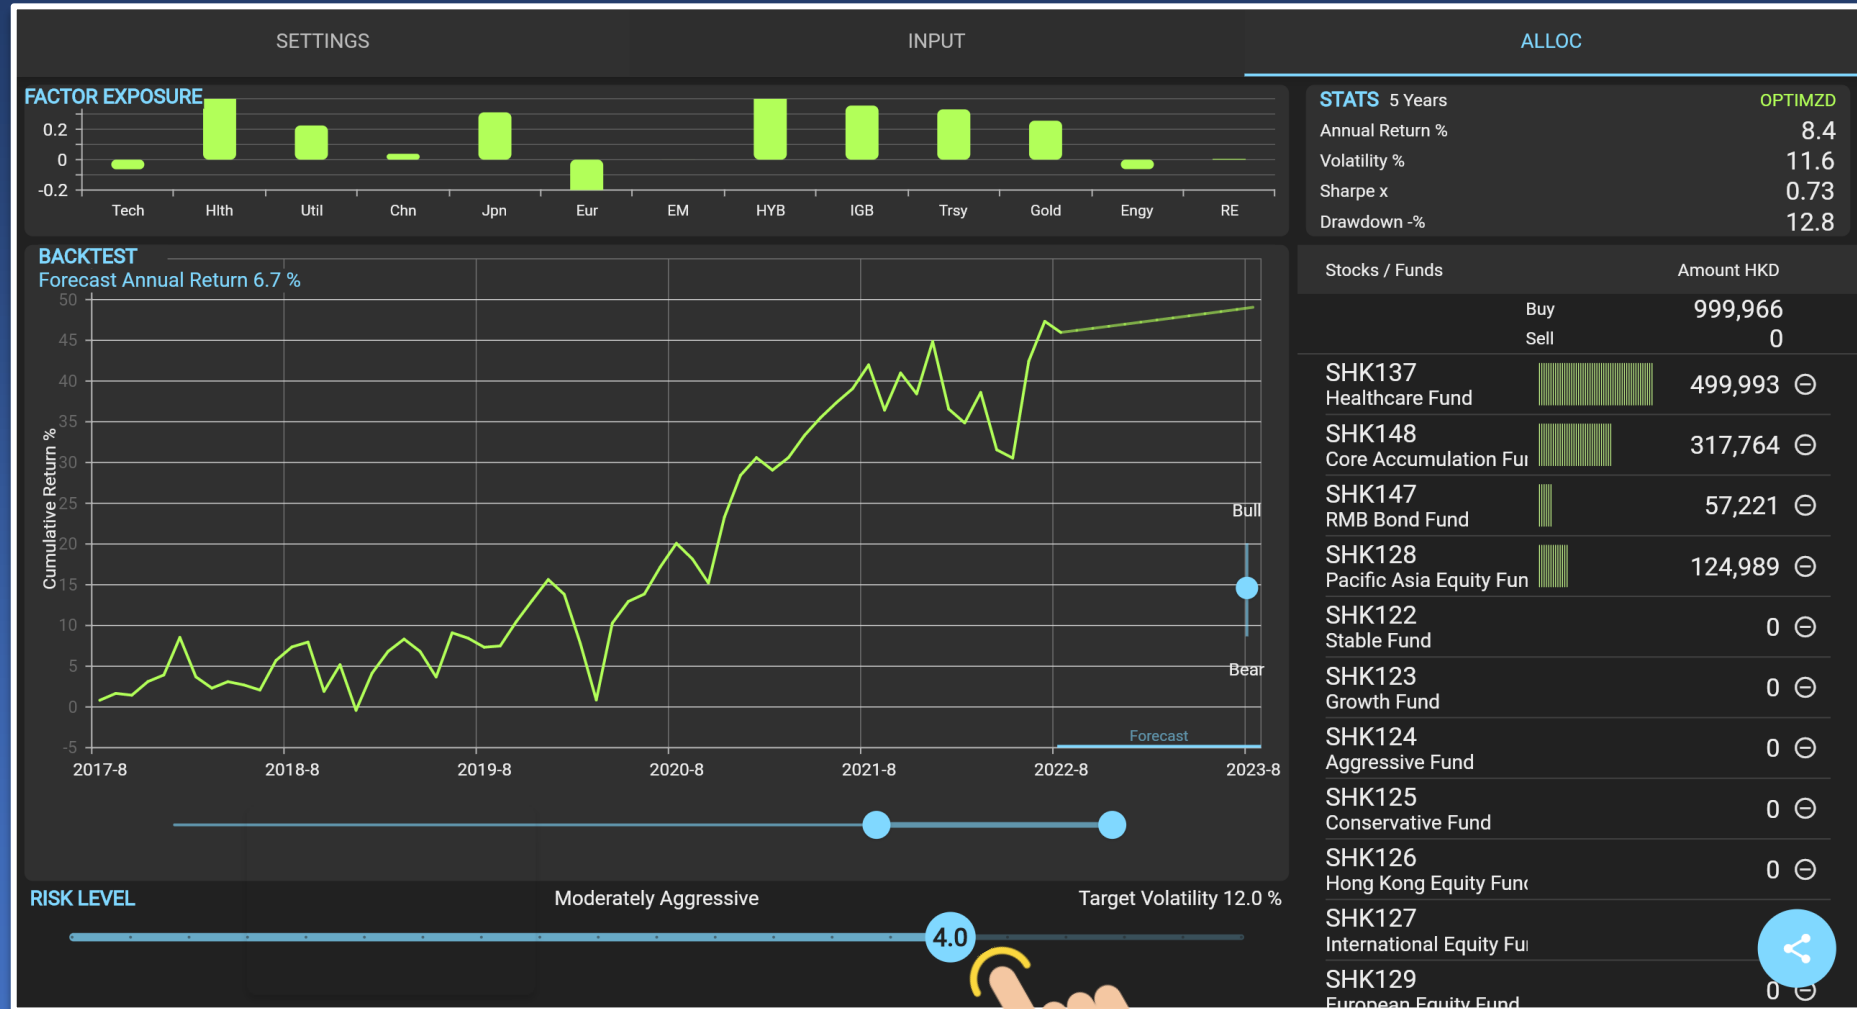 SETTINGS
INPUT
ALLOC
FACTOR EXPOSURE
0.2
0
-0.2
Tech
Hlth
Util
Chn
Jpn
Eur
EM
HYB
IGB
Trsy
Gold
Engy
RE
STATS 5 Years
OPTIMZD
Annual Return % 8.4
Volatility % 11.6
Sharpe x 0.73
Drawdown -% 12.8
BACKTEST
Forecast Annual Return 6.7 %
Cumulative Return %
50
45
40
35
30
25
20
15
10
5
0
-5
2017-8
2018-8
2019-8
2020-8
2021-8
2022-8
2023-8
Bull
Bear
Forecast
RISK LEVEL
Moderately Aggressive
Target Volatility 12.0 %
4.0
Stocks / Funds Amount HKD
Buy 999,966
Sell 0
SHK137
Healthcare Fund
499,993
SHK148
Core Accumulation Fu
317,764
SHK147
RMB Bond Fund
57,221
SHK128
Pacific Asia Equity Fun
124,989
SHK122
Stable Fund
0
SHK123
Growth Fund
0
SHK124
Aggressive Fund
0
SHK125
Conservative Fund
0
SHK126
Hong Kong Equity Fun
0
SHK127
International Equity Fu
SHK129
European Equity Fund
0